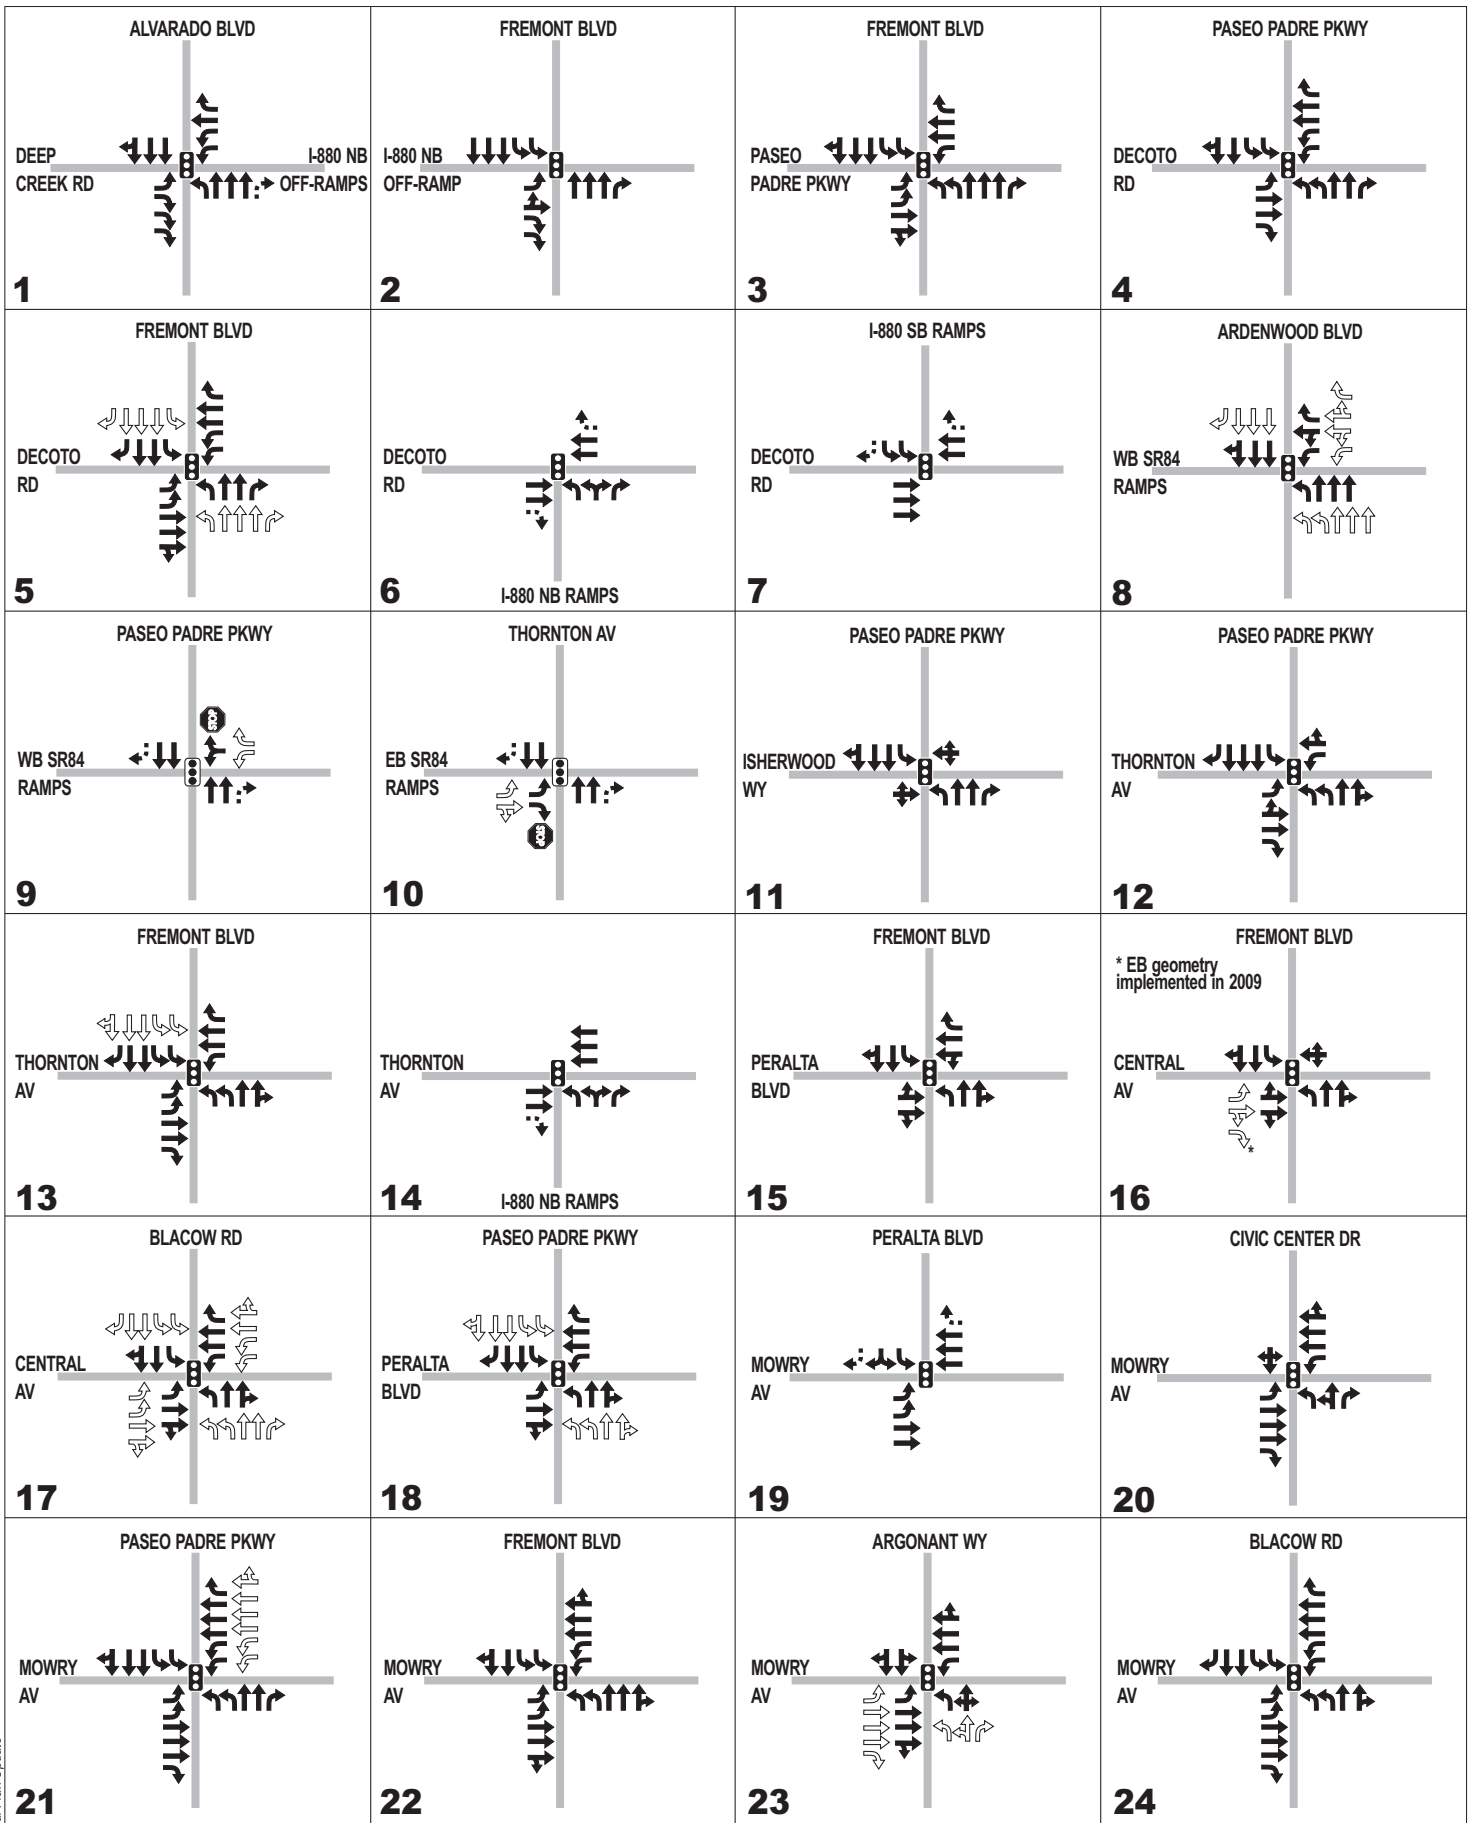 ALVARADO BLVD
DEEP
CREEK RD
I-880 NB
OFF-RAMPS
1
FREMONT BLVD
I-880 NB
OFF-RAMP
2
FREMONT BLVD
PASEO
PADRE PKWY
3
PASEO PADRE PKWY
DECOTO
RD
4
FREMONT BLVD
DECOTO
RD
5
DECOTO
RD
6
I-880 NB RAMPS
I-880 SB RAMPS
DECOTO
RD
7
ARDENWOOD BLVD
WB SR84
RAMPS
8
PASEO PADRE PKWY
STOP
WB SR84
RAMPS
9
THORNTON AV
EB SR84
RAMPS
10
PASEO PADRE PKWY
ISHERWOOD
WY
11
PASEO PADRE PKWY
THORNTON
AV
12
FREMONT BLVD
THORNTON
AV
13
THORNTON
AV
14
I-880 NB RAMPS
FREMONT BLVD
PERALTA
BLVD
15
FREMONT BLVD
* EB geometry
implemented in 2009
CENTRAL
AV
*
16
BLACOW RD
CENTRAL
AV
17
PASEO PADRE PKWY
PERALTA
BLVD
18
PERALTA BLVD
MOWRY
AV
19
CIVIC CENTER DR
MOWRY
AV
20
PASEO PADRE PKWY
MOWRY
AV
21
FREMONT BLVD
MOWRY
AV
22
ARGONANT WY
MOWRY
AV
23
BLACOW RD
MOWRY
AV
24